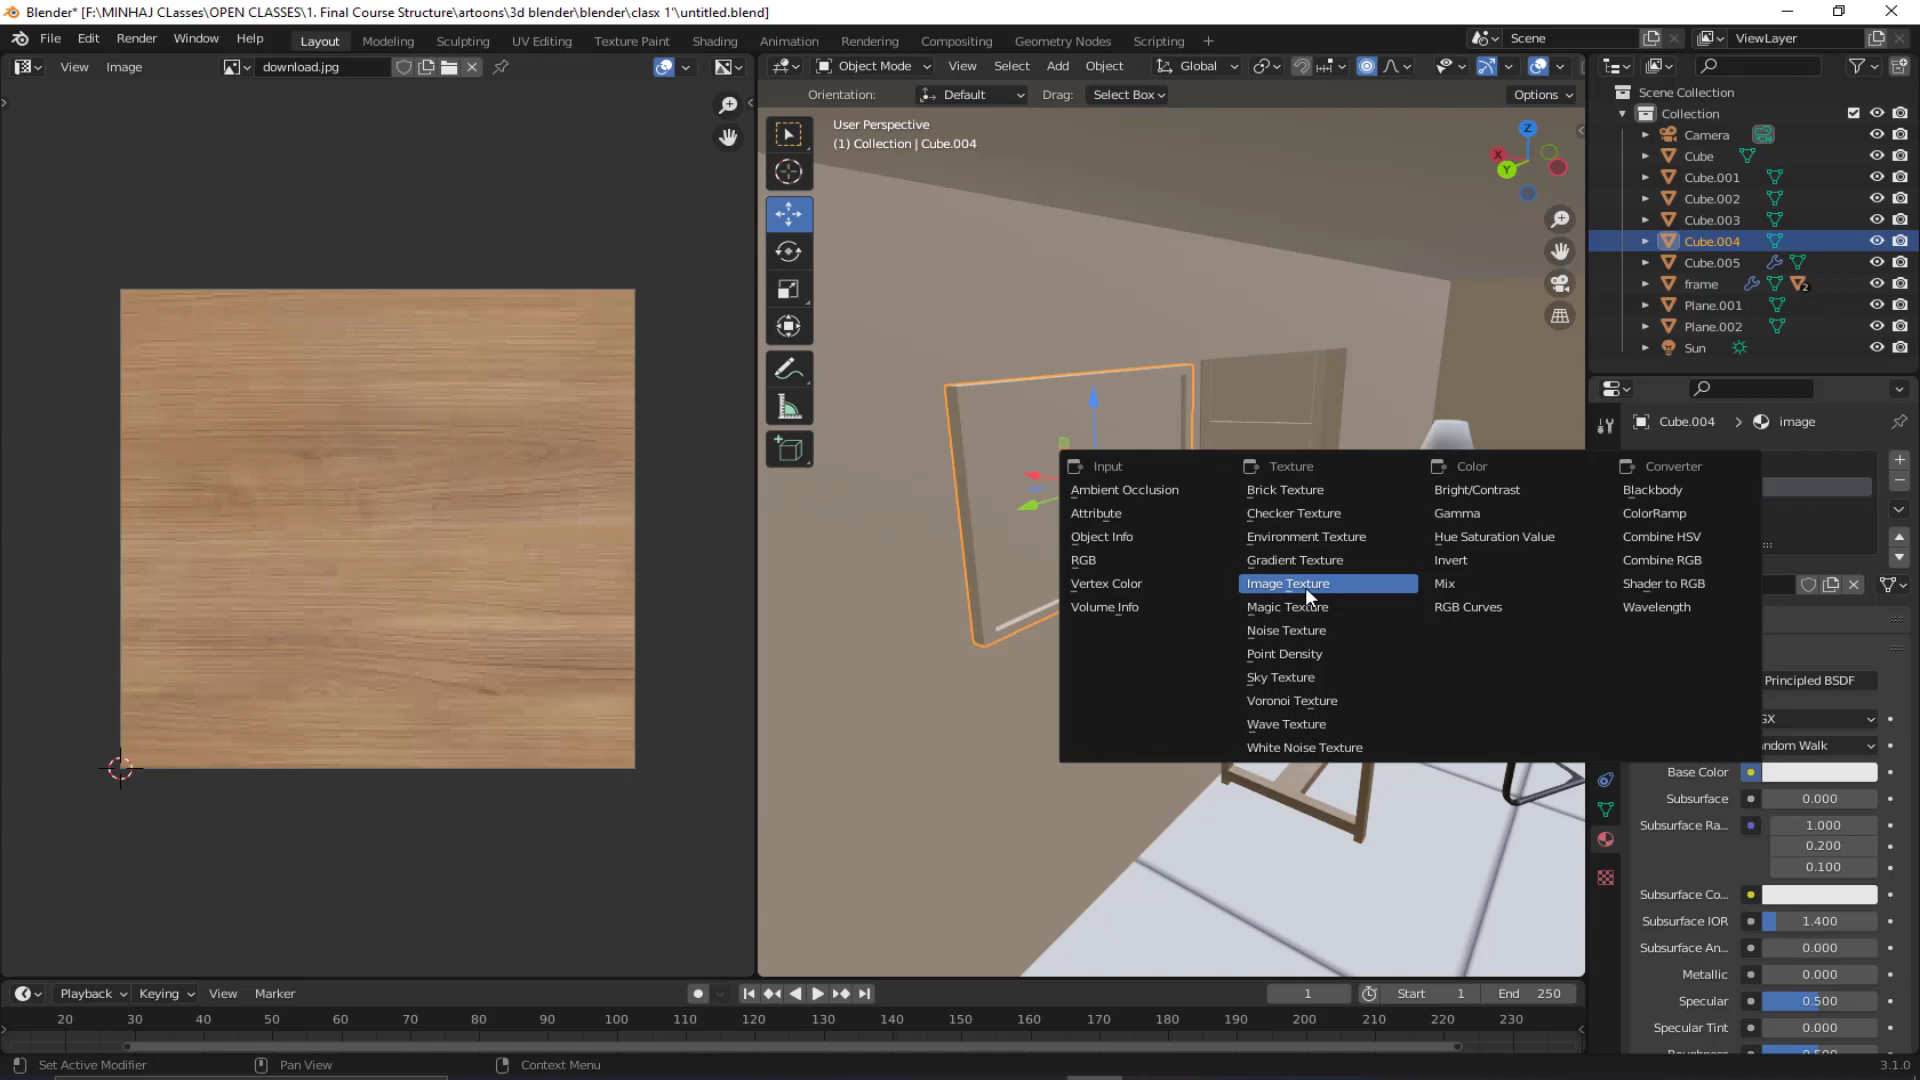 Blender* [F:\MINHAJ CLasses\OPEN CLASSES\1. Final Course Structure\artoons\3d blender\blender\clasx 1"\untitled.blend]
File Edit Render Window Help
Layout Modeling Sculpting UV Editing Texture Paint Shading Animation Rendering Compositing Geometry Nodes Scripting
Scene ViewLayer
View Image download.jpg
Object Mode View Select Add Object Global
Orientation: Default Drag: Select Box Options
User Perspective
(1) Collection | Cube.004
Z
X
Y
Scene Collection
Collection
Camera
Cube
Cube.001
Cube.002
Cube.003
Cube.004
Cube.005
frame 2
Plane.001
Plane.002
Sun
Cube.004 > image
Input Texture Color Converter
Ambient Occlusion Brick Texture Bright/Contrast Blackbody
Attribute Checker Texture Gamma ColorRamp
Object Info Environment Texture Hue Saturation Value Combine HSV
RGB Gradient Texture Invert Combine RGB
Vertex Color Image Texture Mix Shader to RGB
Volume Info Magic Texture RGB Curves Wavelength
Noise Texture
Point Density
Sky Texture
Voronoi Texture
Wave Texture
White Noise Texture
Principled BSDF
GX
ndom Walk
Base Color
Subsurface 0.000
Subsurface Ra... 1.000
0.200
0.100
Subsurface Co...
Subsurface IOR 1.400
Subsurface An... 0.000
Metallic 0.000
Specular 0.500
Specular Tint 0.000
Playback Keying View Marker
1 Start 1 End 250
20 30 40 50 60 70 80 90 100 110 120 130 140 150 160 170 180 190 200 210 220 230
Set Active Modifier Pan View Context Menu
3.1.0